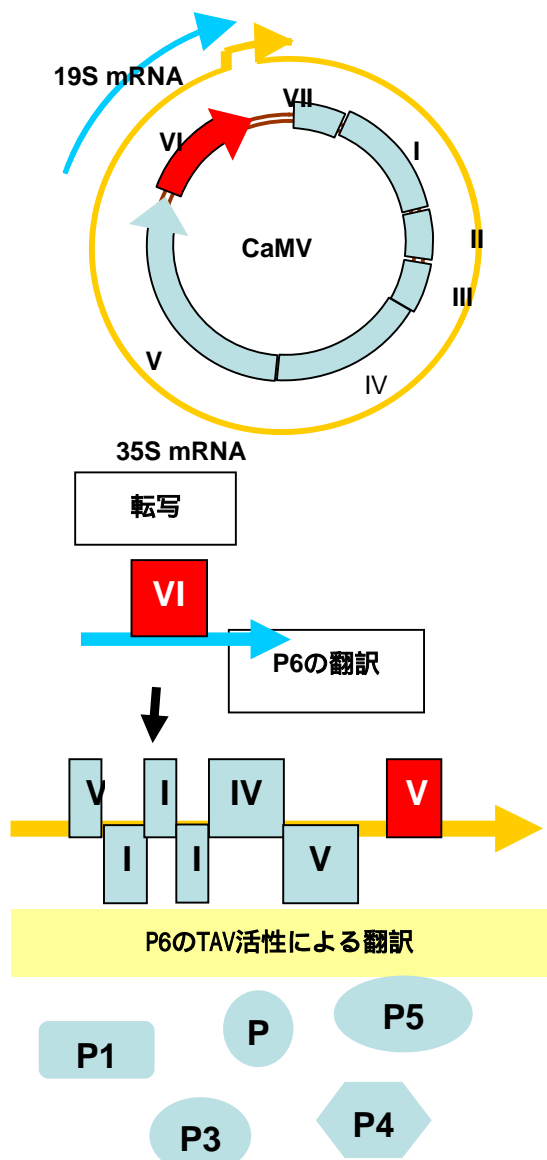 19S mRNA
VII
VI
I
CaMV
II
III
V
IV
35S mRNA
転写
VI
P6の翻訳
V
I
IV
V
I
I
V
P6のTAV活性による翻訳
P
P5
P1
P3
P4